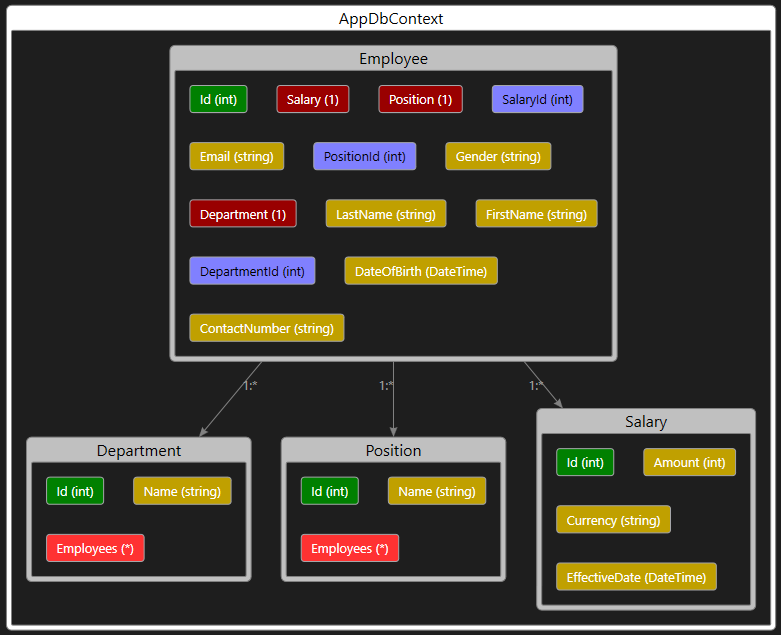 AppDbContext
Employee
Id (int) Salary (1) Position (1) SalaryId (int)
Email (string) PositionId (int) Gender (string)
Department (1) LastName (string) FirstName (string)
DepartmentId (int) DateOfBirth (DateTime)
ContactNumber (string)
1:* 1:* 1:*
Department
Id (int) Name (string)
Employees (*)
Position
Id (int) Name (string)
Employees (*)
Salary
Id (int) Amount (int)
Currency (string)
EffectiveDate (DateTime)